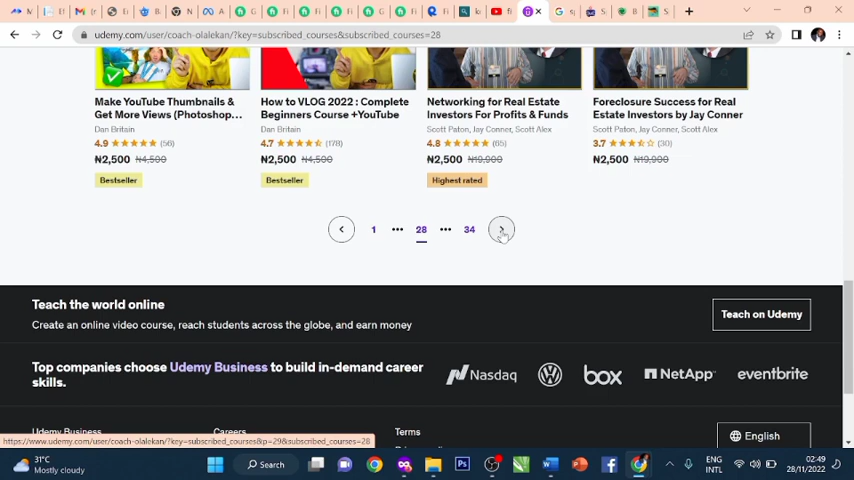 udemy.com/user/coach-olalekan/?key=subscribed_courses&subscribed_courses=28
Make YouTube Thumbnails &
Get More Views (Photoshop...
Dan Britain
4.9 (56)
₦2,500 ₦4,500
Bestseller
How to VLOG 2022 : Complete
Beginners Course +YouTube
Dan Britain
4.7 (178)
₦2,500 ₦4,500
Bestseller
Networking for Real Estate
Investors For Profits & Funds
Scott Paton, Jay Conner, Scott Alex
4.8 (65)
₦2,500 ₦19,900
Highest rated
Foreclosure Success for Real
Estate Investors by Jay Conner
Scott Paton, Jay Conner, Scott Alex
3.7 (30)
₦2,500 ₦19,900
1 ... 28 ... 34
Teach the world online
Create an online video course, reach students across the globe, and earn money
Teach on Udemy
Top companies choose Udemy Business to build in-demand career
skills.
Nasdaq
box
NetApp
eventbrite
Udemy Business
Careers
Terms
English
https://www.udemy.com/user/coach-olalekan/?key=subscribed_courses&p=29&subscribed_courses=28
31°C
Mostly cloudy
Search
ENG
INTL
02:49
28/11/2022